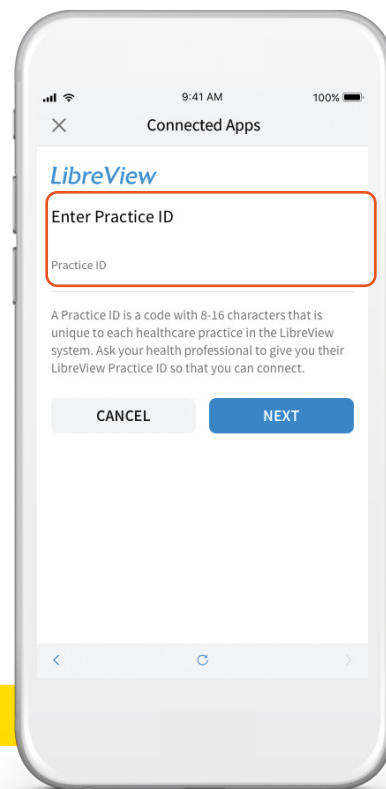 9:41 AM 100%
Connected Apps
LibreView
Enter Practice ID
Practice ID
A Practice ID is a code with 8-16 characters that is
unique to each healthcare practice in the LibreView
system. Ask your health professional to give you their
LibreView Practice ID so that you can connect.
CANCEL NEXT